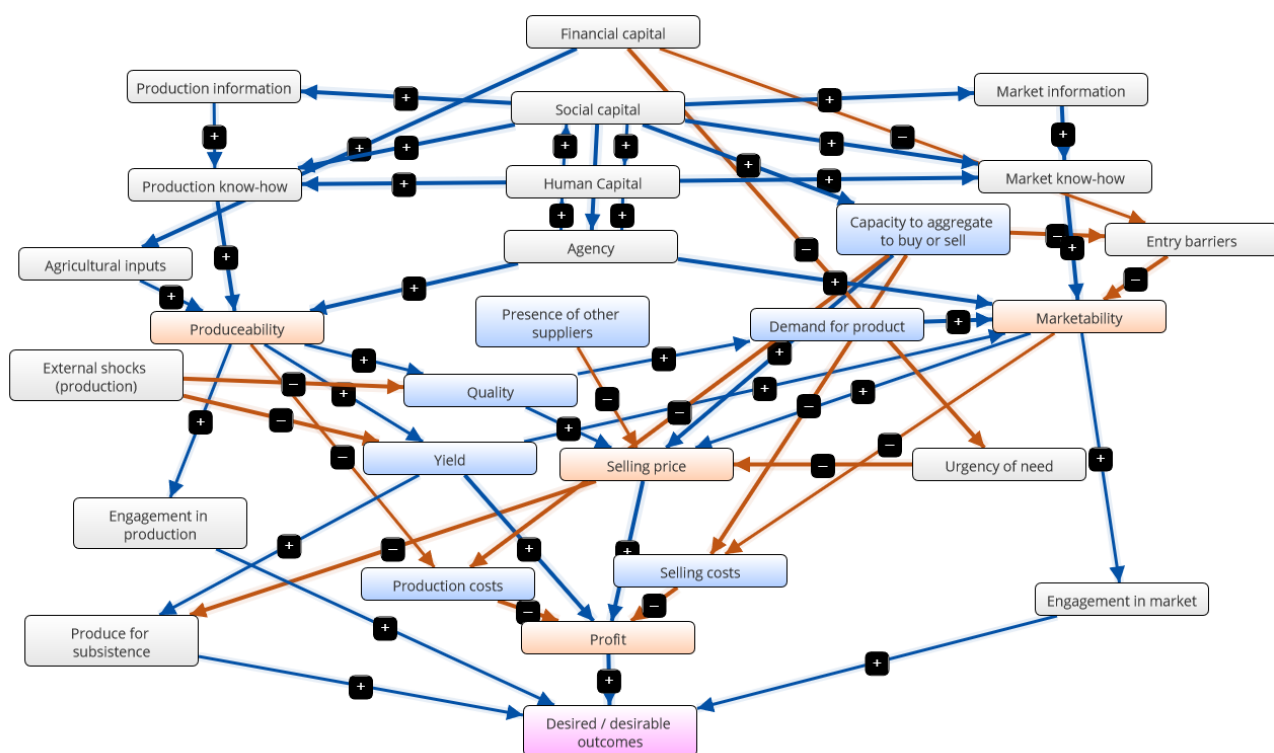 Financial capital
Production information
Market information
Social capital
Production know-how
Human Capital
Market know-how
Capacity to aggregate
to buy or sell
Agency
Entry barriers
Agricultural inputs
Presence of other
suppliers
Demand for product
Marketability
Produceability
External shocks
(production)
Quality
Yield
Selling price
Urgency of need
Engagement in
production
Production costs
Selling costs
Engagement in market
Produce for
subsistence
Profit
Desired / desirable
outcomes